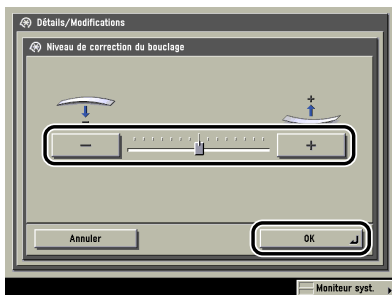 Détails/Modifications
Niveau de correction du bouclage
+
-
- +
Annuler OK
Moniteur syst.